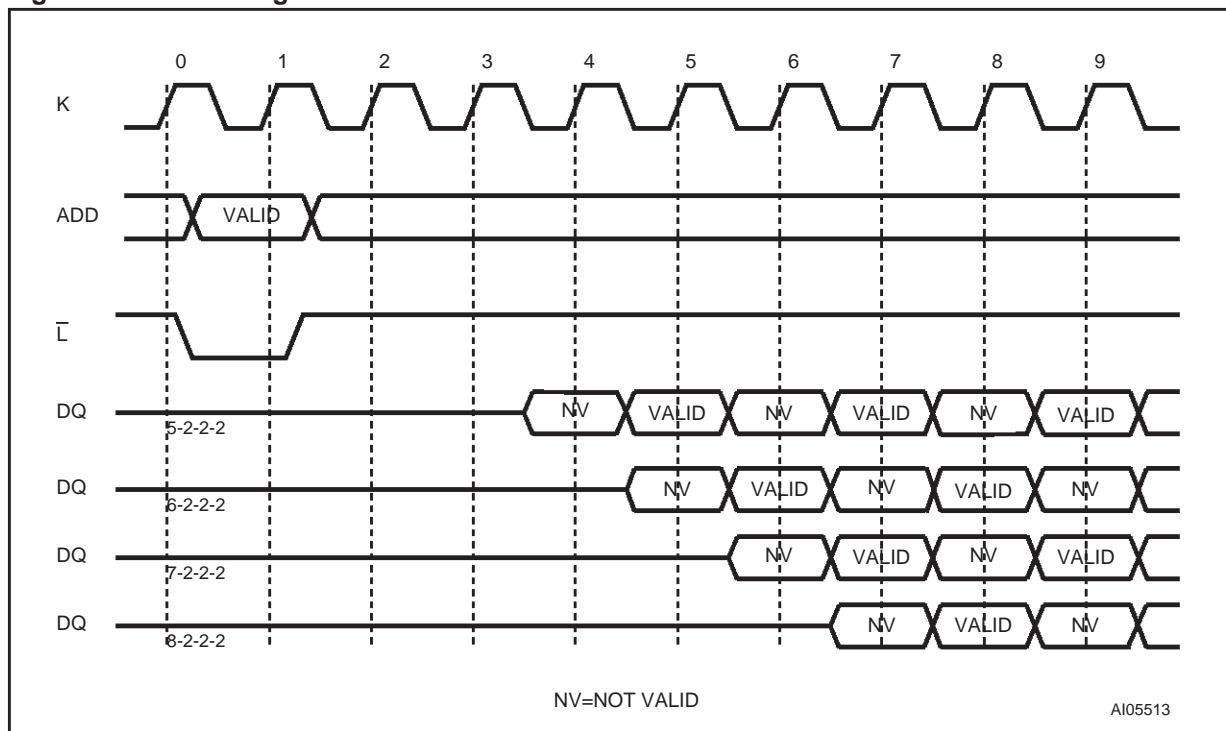 0 1 2 3 4 5 6 7 8 9
K
ADD VALID
L
DQ NV VALID NV VALID NV VALID
5-2-2-2
DQ NV VALID NV VALID NV
6-2-2-2
DQ NV VALID NV VALID
7-2-2-2
DQ NV VALID NV
8-2-2-2
NV=NOT VALID
AI05513